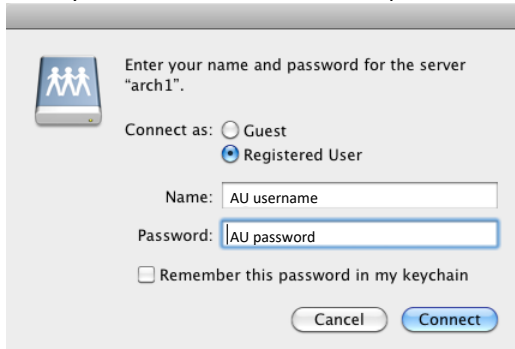 Enter your name and password for the server
“arch1”.
Connect as: Guest
Registered User
Name: AU username
Password: AU password
Remember this password in my keychain
Cancel Connect